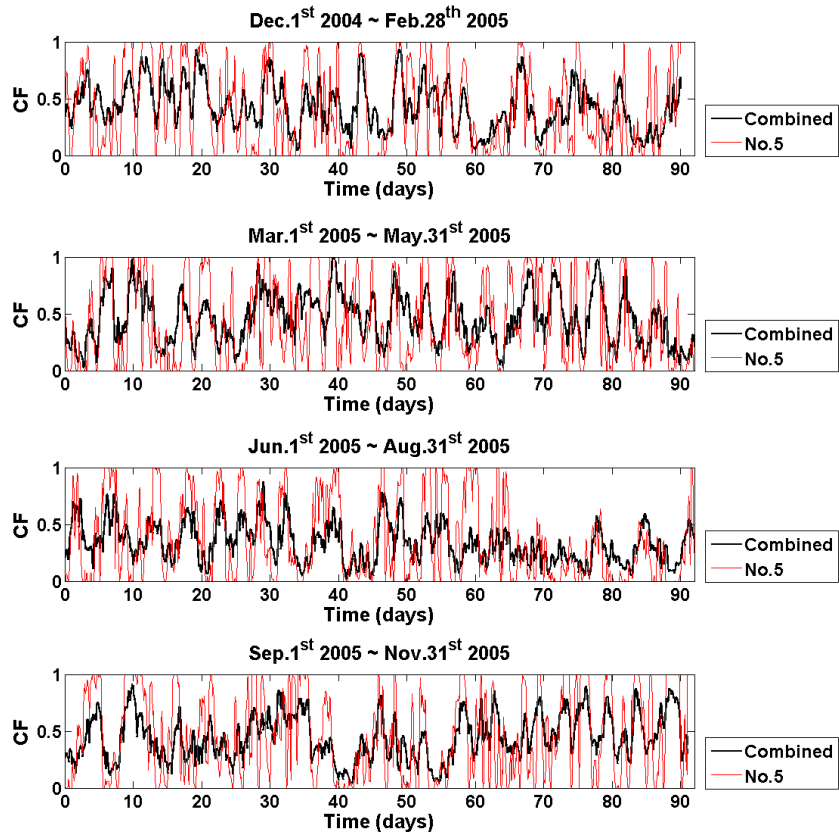 Dec.1st 2004 ~ Feb.28th 2005
1
0.5
0
CF
0 10 20 30 40 50 60 70 80 90
Time (days)
Combined
No.5
Mar.1st 2005 ~ May.31st 2005
1
0.5
0
CF
0 10 20 30 40 50 60 70 80 90
Time (days)
Combined
No.5
Jun.1st 2005 ~ Aug.31st 2005
1
0.5
0
CF
0 10 20 30 40 50 60 70 80 90
Time (days)
Combined
No.5
Sep.1st 2005 ~ Nov.31st 2005
1
0.5
0
CF
0 10 20 30 40 50 60 70 80 90
Time (days)
Combined
No.5